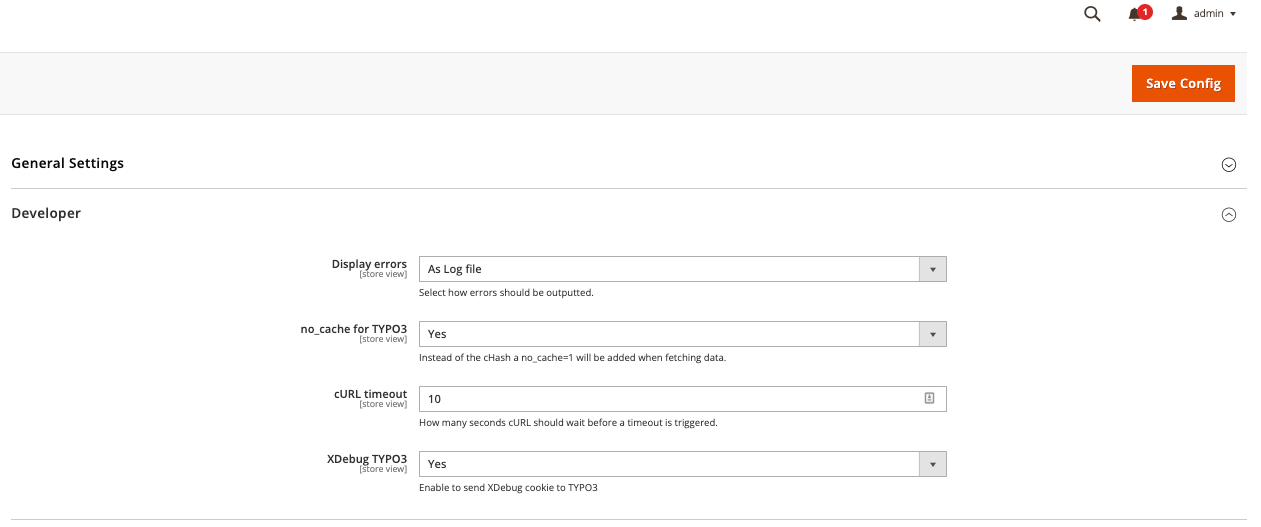 1 admin
Save Config
General Settings
Developer
Display errors
[store view]
As Log file
Select how errors should be outputted.
no_cache for TYPO3
[store view]
Yes
Instead of the cHash a no_cache=1 will be added when fetching data.
cURL timeout
[store view]
10
How many seconds cURL should wait before a timeout is triggered.
XDebug TYPO3
[store view]
Yes
Enable to send XDebug cookie to TYPO3